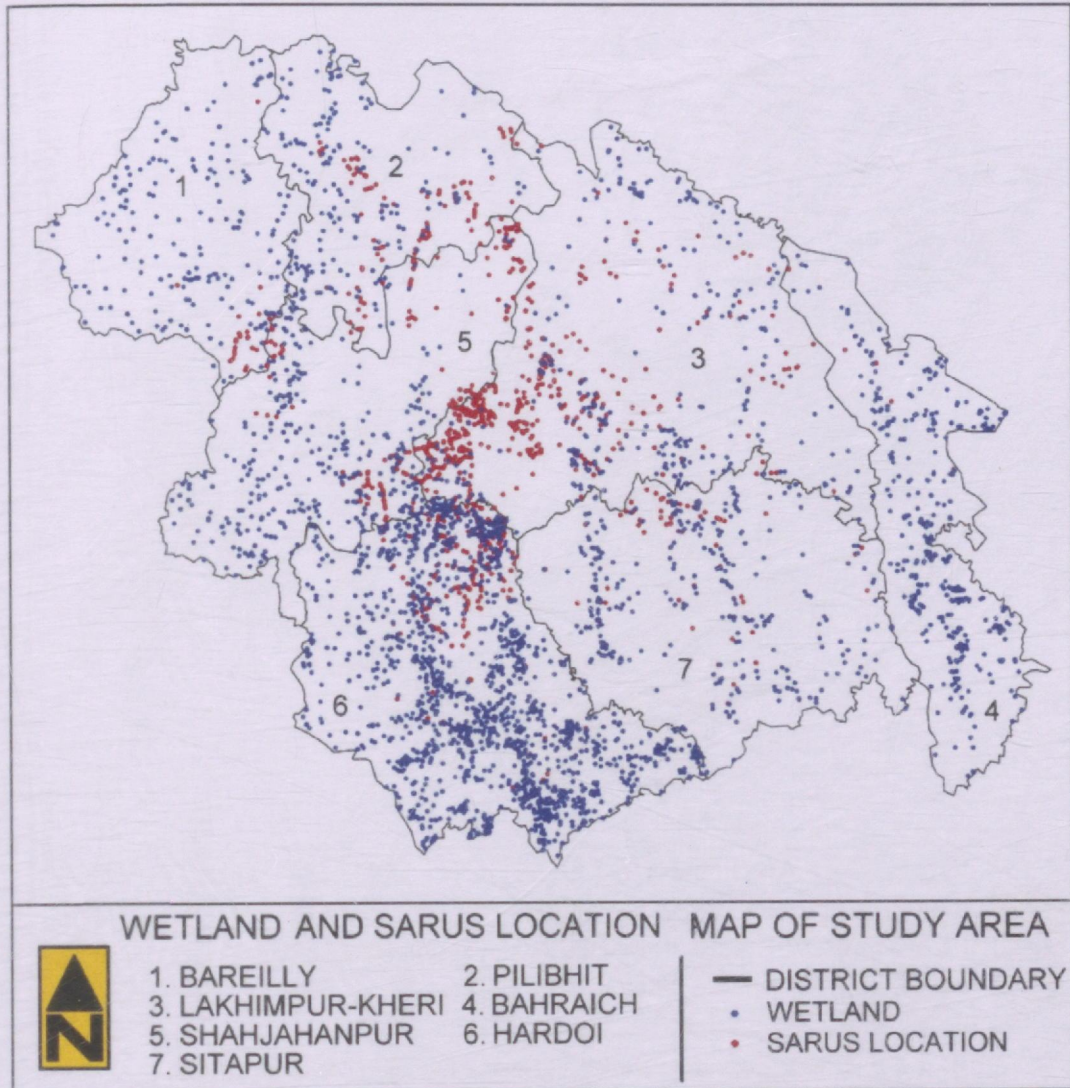 1
2
5
3
6
7
4
WETLAND AND SARUS LOCATION MAP OF STUDY AREA
N
1. BAREILLY 2. PILIBHIT
3. LAKHIMPUR-KHERI 4. BAHRAICH
5. SHAHJAHANPUR 6. HARDOI
7. SITAPUR
DISTRICT BOUNDARY
WETLAND
SARUS LOCATION